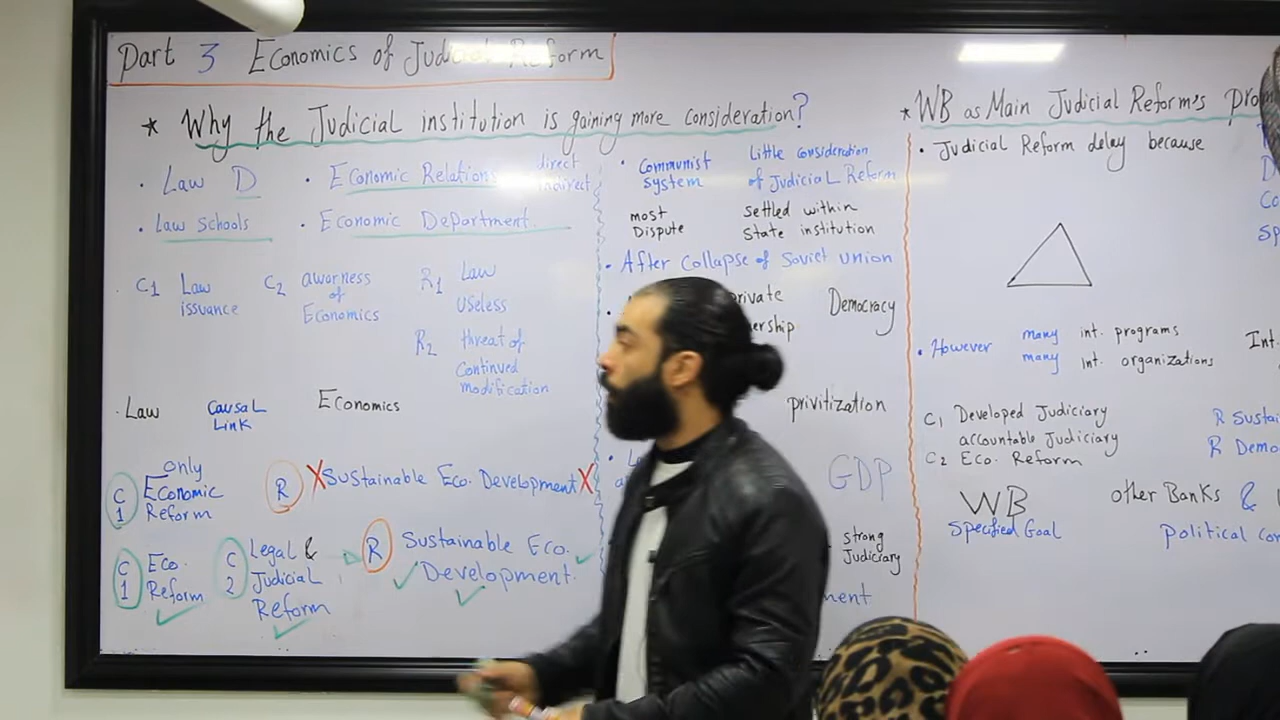 Part 3 Economics of Judicial Reform
* Why the Judicial institution is gaining more consideration?
. Law D . Economic Relations direct indirect
. Law schools . Economic Department.
C1 Law issuance C2 aworness of Economics R1 Law useless
R2 threat of continued modification
. Law Causal Link Economics
C1 only Economic Reform R X Sustainable Eco. Development X
C1 Eco. Reform C2 Legal & Judicial Reform R Sustainable Eco. Development.
. Communist system Little consideration of Judicial Reform
most Dispute Settled within State institution
. After Collapse of Soviet union
private Democracy
privitization
GDP
strong Judiciary
* WB as Main Judicial Reform's
. Judicial Reform delay because
. However many int. programs
many int. organizations
Int.
C1 Developed Judiciary
accountable Judiciary
C2 Eco. Reform
R
R
WB other Banks &
Specified Goal Political